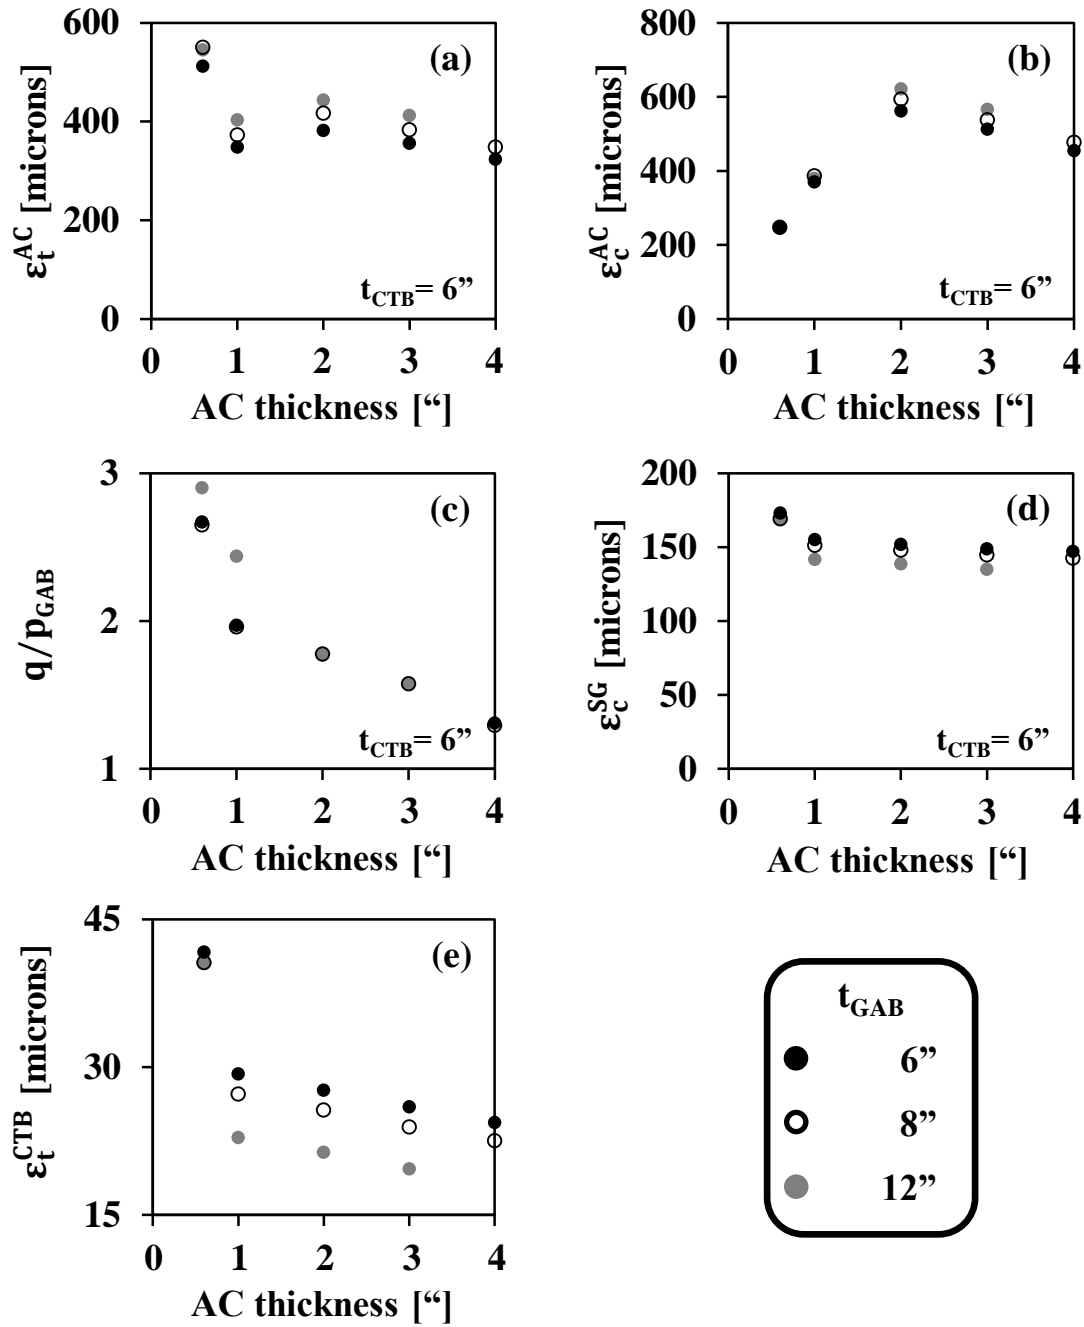 600
400
200
0
0 1 2 3 4
ε_t^AC [microns]
AC thickness [“]
(a)
t_CTB= 6”
800
600
400
200
0
0 1 2 3 4
ε_c^AC [microns]
AC thickness [“]
(b)
t_CTB= 6”
3
2
1
0 1 2 3 4
q/p_GAB
AC thickness [“]
(c)
t_CTB= 6”
200
150
100
50
0
0 1 2 3 4
ε_c^SG [microns]
AC thickness [“]
(d)
t_CTB= 6”
45
30
15
0 1 2 3 4
ε_t^CTB [microns]
AC thickness [“]
(e)
t_GAB
6”
8”
12”